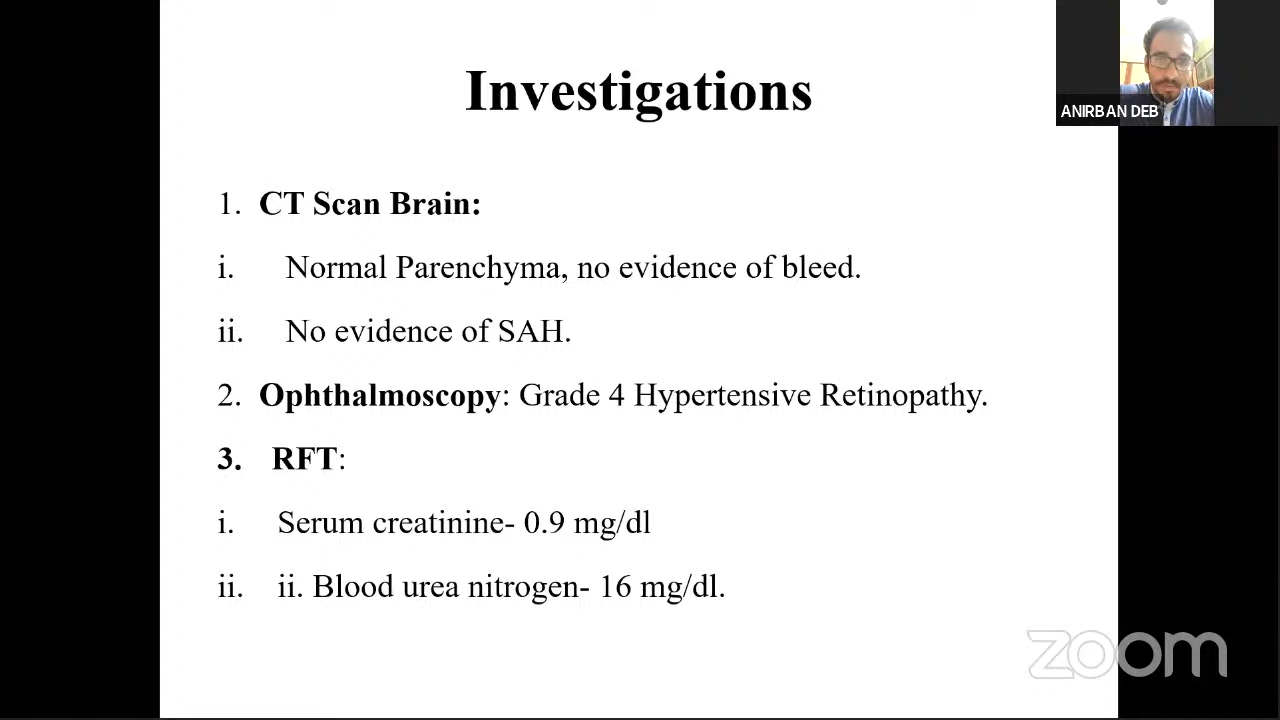 Investigations
ANIRBAN DEB
1. CT Scan Brain:
i. Normal Parenchyma, no evidence of bleed.
ii. No evidence of SAH.
2. Ophthalmoscopy: Grade 4 Hypertensive Retinopathy.
3. RFT:
i. Serum creatinine- 0.9 mg/dl
ii. ii. Blood urea nitrogen- 16 mg/dl.
zoom